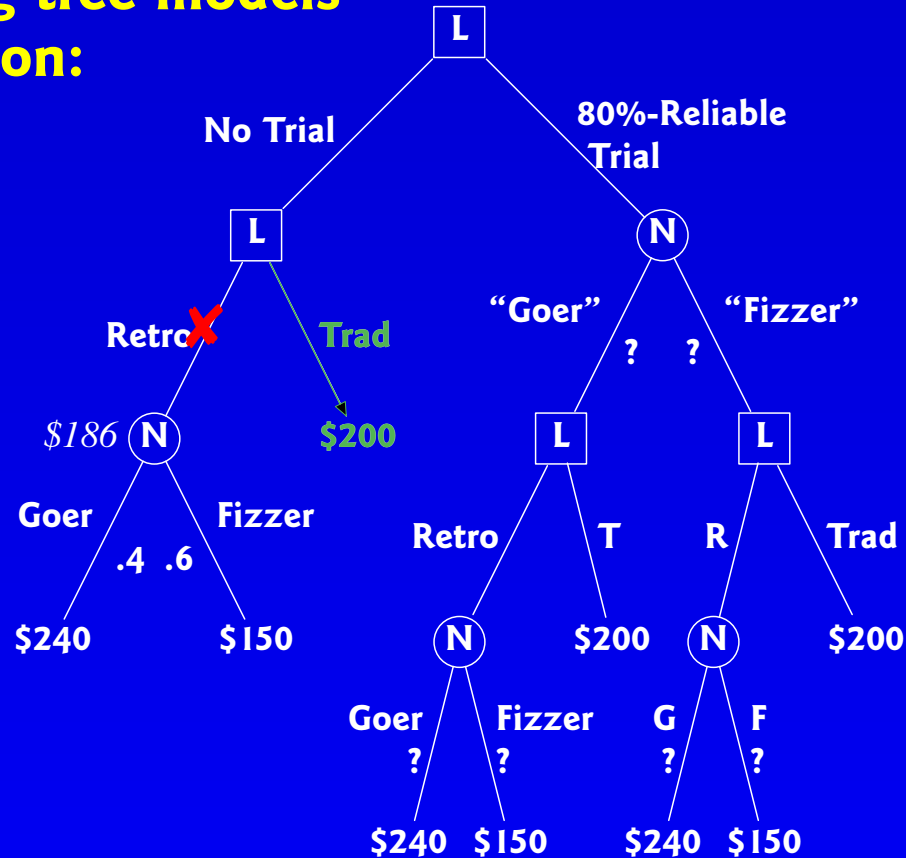 g tree models
on:
L
No Trial
80%-Reliable
Trial
L
N
"Goer"
"Fizzer"
Retro
Trad
? ?
$186
N
$200
L
L
Goer
Fizzer
Retro
T
R
Trad
.4 .6
$240
$150
N
$200
N
$200
Goer
Fizzer
G
F
?
?
?
?
$240
$150
$240
$150